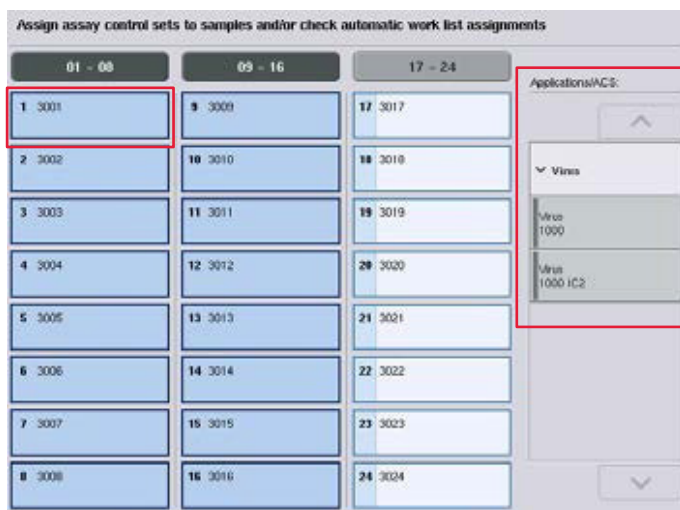 Assign assay control sets to samples and/or check automatic work list assignments
01 - 08
09 - 16
17 - 24
Applications/ACS:
1 3001
9 3009
17 3017
2 3002
10 3010
18 3018
Virus
3 3003
11 3011
19 3019
Virus
1000
4 3004
12 3012
20 3020
Virus
1000 IC2
5 3005
13 3013
21 3021
6 3006
14 3014
22 3022
7 3007
15 3015
23 3023
8 3008
16 3016
24 3024